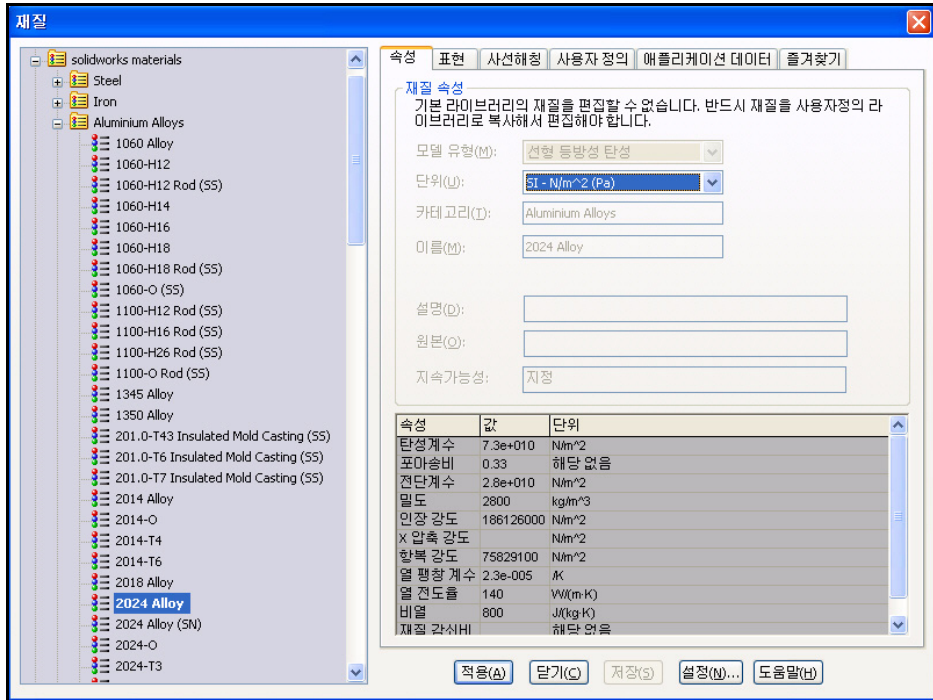 재질
solidworks materials
Steel
Iron
Aluminium Alloys
1060 Alloy
1060-H12
1060-H12 Rod (SS)
1060-H14
1060-H16
1060-H18
1060-H18 Rod (SS)
1060-O (SS)
1100-H12 Rod (SS)
1100-H16 Rod (SS)
1100-H26 Rod (SS)
1100-O Rod (SS)
1345 Alloy
1350 Alloy
201.0-T43 Insulated Mold Casting (SS)
201.0-T6 Insulated Mold Casting (SS)
201.0-T7 Insulated Mold Casting (SS)
2014 Alloy
2014-O
2014-T4
2014-T6
2018 Alloy
2024 Alloy
2024 Alloy (SN)
2024-O
2024-T3
속성 표현 사선해칭 사용자 정의 애플리케이션 데이터 즐겨찾기
재질 속성
기본 라이브러리의 재질을 편집할 수 없습니다. 반드시 재질을 사용자정의 라
이브러리로 복사해서 편집해야 합니다.
모델 유형(M): 선형 등방성 탄성
단위(U): SI - N/m^2 (Pa)
카테고리(T): Aluminium Alloys
이름(M): 2024 Alloy
설명(D):
원본(O):
지속가능성: 지정
속성 값 단위
탄성계수 7.3e+010 N/m^2
포아송비 0.33 해당 없음
전단계수 2.8e+010 N/m^2
밀도 2800 kg/m^3
인장 강도 186126000 N/m^2
X 압축 강도 N/m^2
항복 강도 75829100 N/m^2
열 팽창 계수 2.3e-005 /K
열 전도율 140 W/(m·K)
비열 800 J/(kg·K)
재질 감쇠비 해당 없음
적용(A) 닫기(C) 저장(S) 설정(N)... 도움말(H)